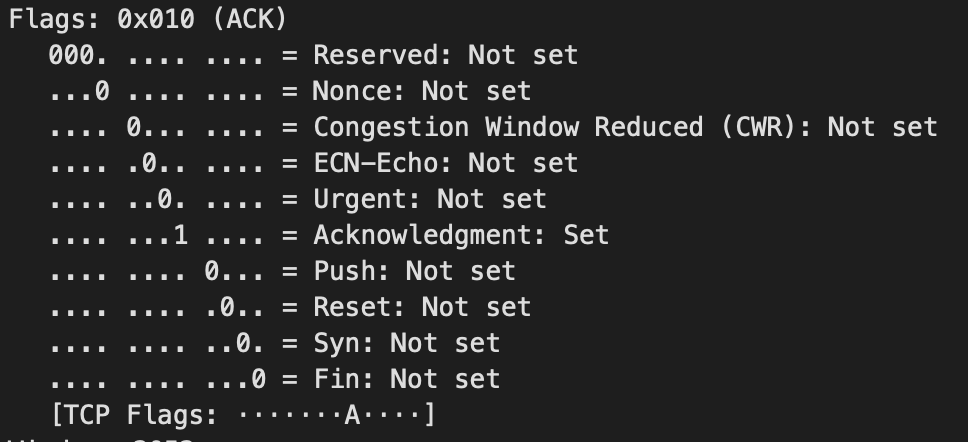 Flags: 0x010 (ACK)
000. .... .... = Reserved: Not set
...0 .... .... = Nonce: Not set
.... 0... .... = Congestion Window Reduced (CWR): Not set
.... .0.. .... = ECN-Echo: Not set
.... ..0. .... = Urgent: Not set
.... ...1 .... = Acknowledgment: Set
.... .... 0... = Push: Not set
.... .... .0.. = Reset: Not set
.... .... ..0. = Syn: Not set
.... .... ...0 = Fin: Not set
[TCP Flags: ·······A····]